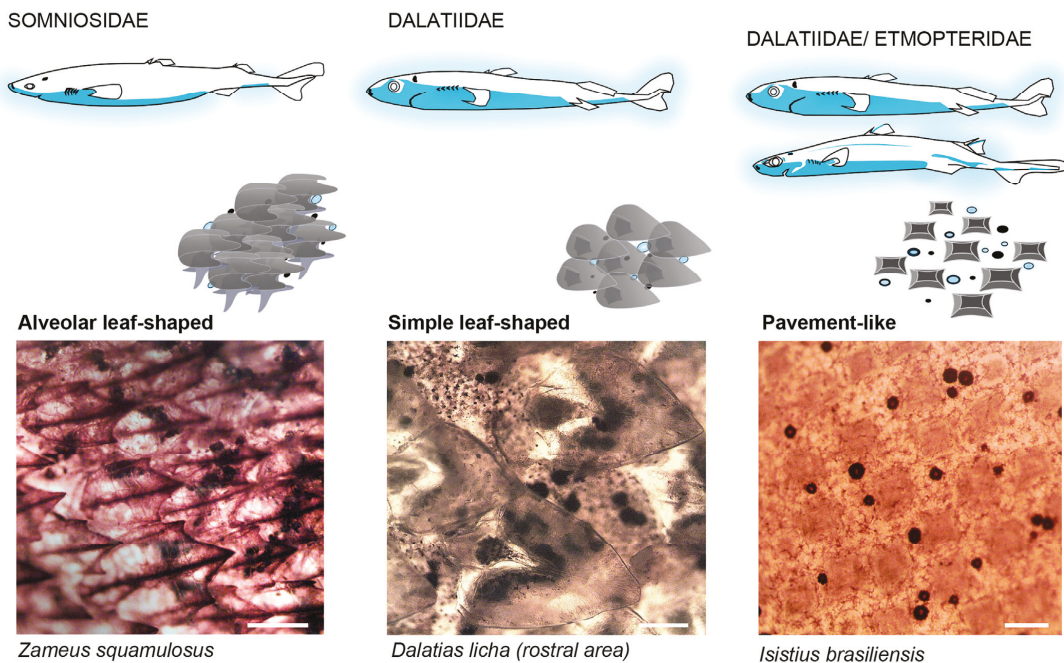 SOMNIOSIDAE
DALATIIDAE
DALATIIDAE/ ETMOPTERIDAE
Alveolar leaf-shaped
Simple leaf-shaped
Pavement-like
Zameus squamulosus
Dalatias licha (rostral area)
Isistius brasiliensis